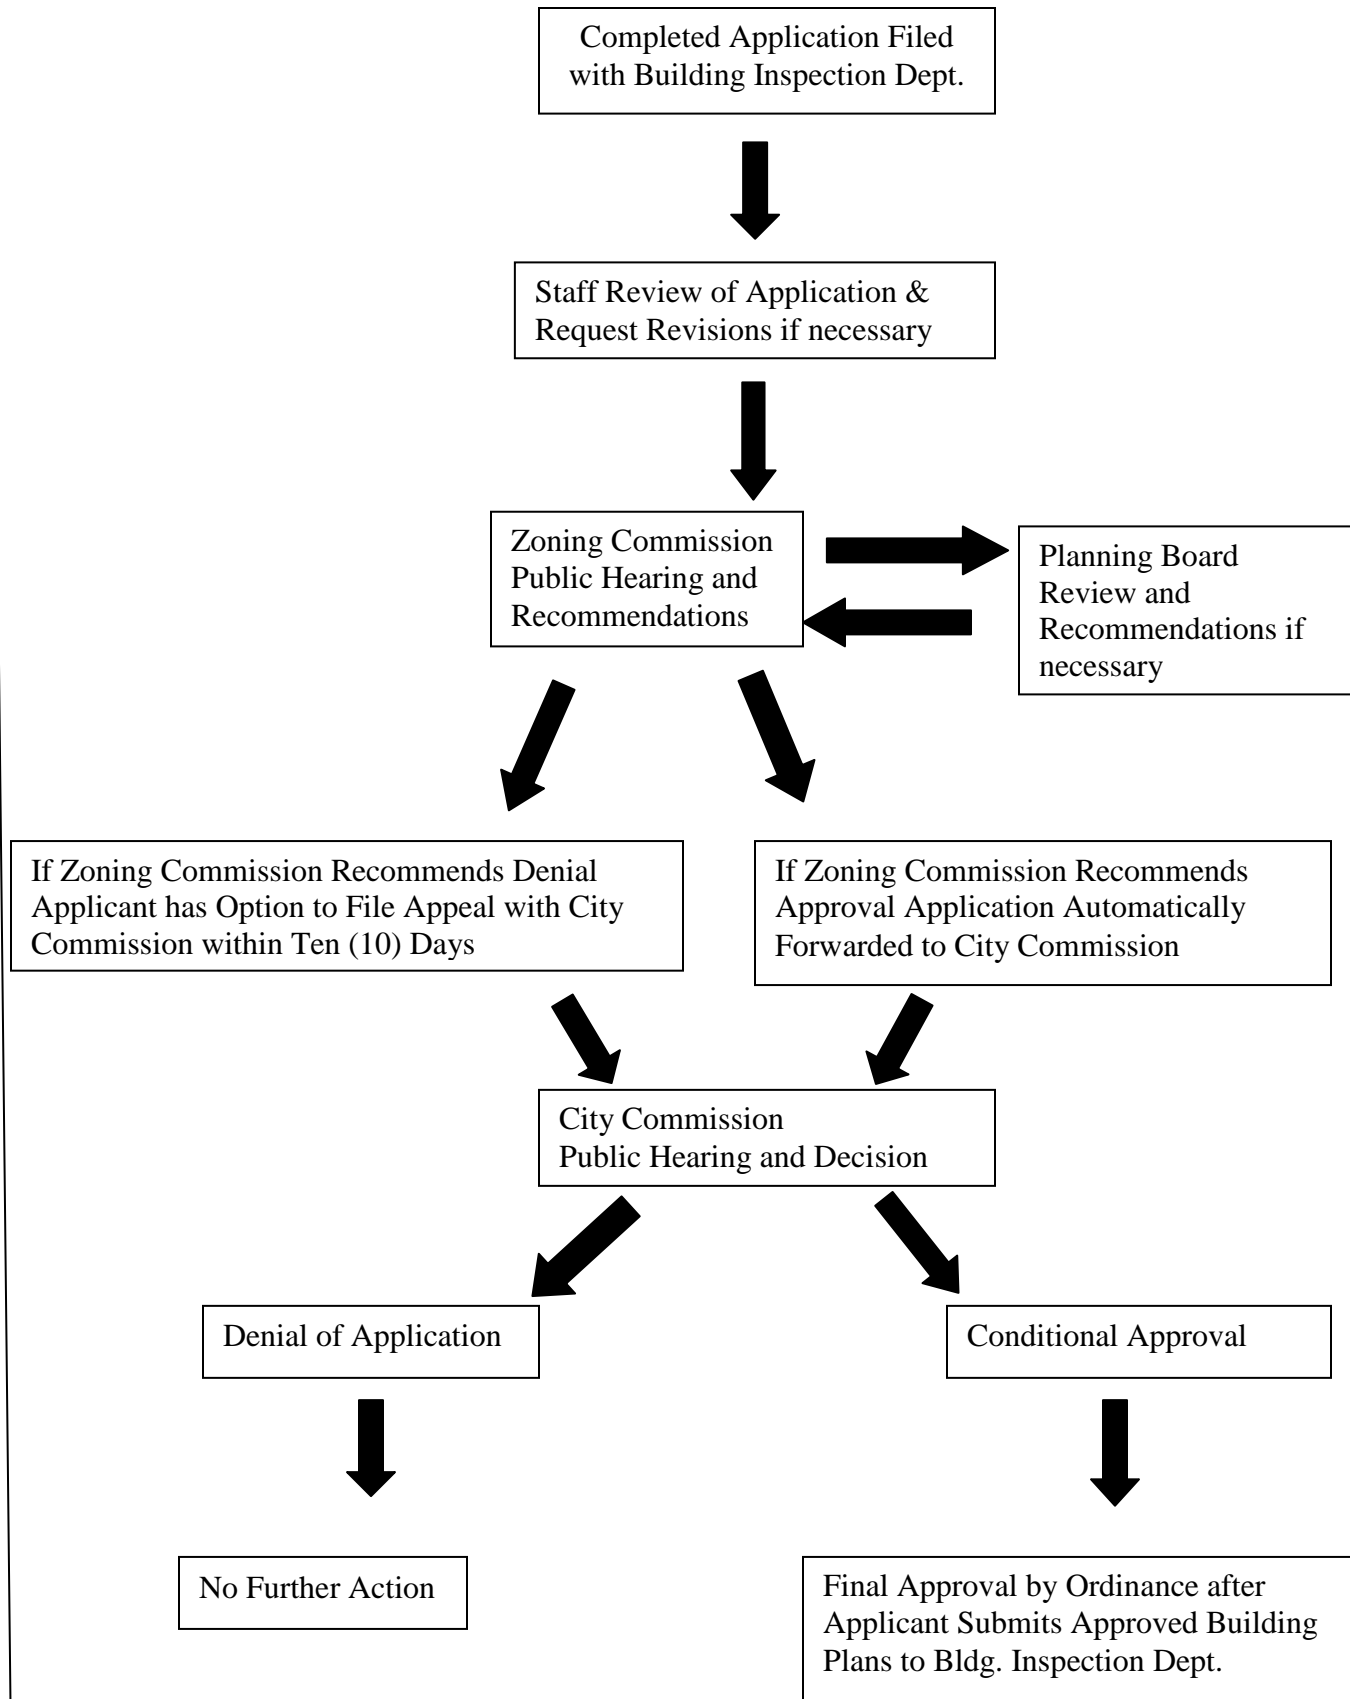 Completed Application Filed
with Building Inspection Dept.
Staff Review of Application &
Request Revisions if necessary
Zoning Commission
Public Hearing and
Recommendations
Planning Board
Review and
Recommendations if
necessary
If Zoning Commission Recommends Denial
Applicant has Option to File Appeal with City
Commission within Ten (10) Days
If Zoning Commission Recommends
Approval Application Automatically
Forwarded to City Commission
City Commission
Public Hearing and Decision
Denial of Application
Conditional Approval
No Further Action
Final Approval by Ordinance after
Applicant Submits Approved Building
Plans to Bldg. Inspection Dept.